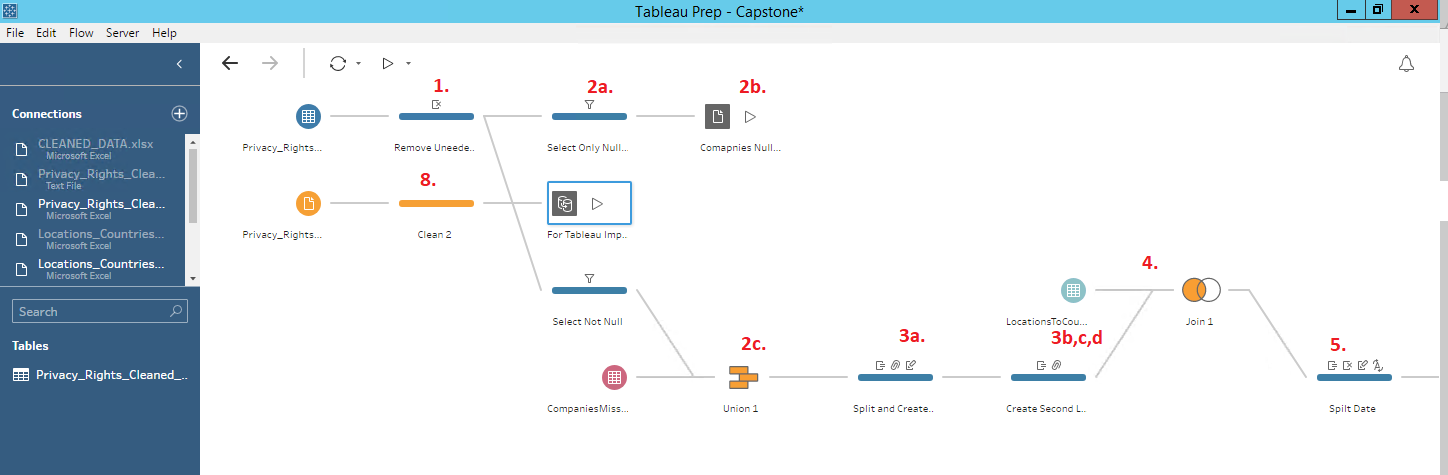 Tableau Prep - Capstone*
File Edit Flow Server Help
Connections
CLEANED_DATA.xlsx
Microsoft Excel
Privacy_Rights_Clea...
Text File
Privacy_Rights_Clea...
Microsoft Excel
Locations_Countries...
Microsoft Excel
Locations_Countries...
Microsoft Excel
Search
Tables
Privacy_Rights_Cleaned_...
1. 2a. 2b.
Privacy_Rights... Remove Uneede.. Select Only Null... Comapnies Null...
8.
Privacy_Rights... Clean 2 For Tableau Imp..
4.
Select Not Null LocationsToCou... Join 1
2c. 3a. 3b,c,d 5.
CompaniesMiss... Union 1 Split and Create.. Create Second L.. Spilt Date